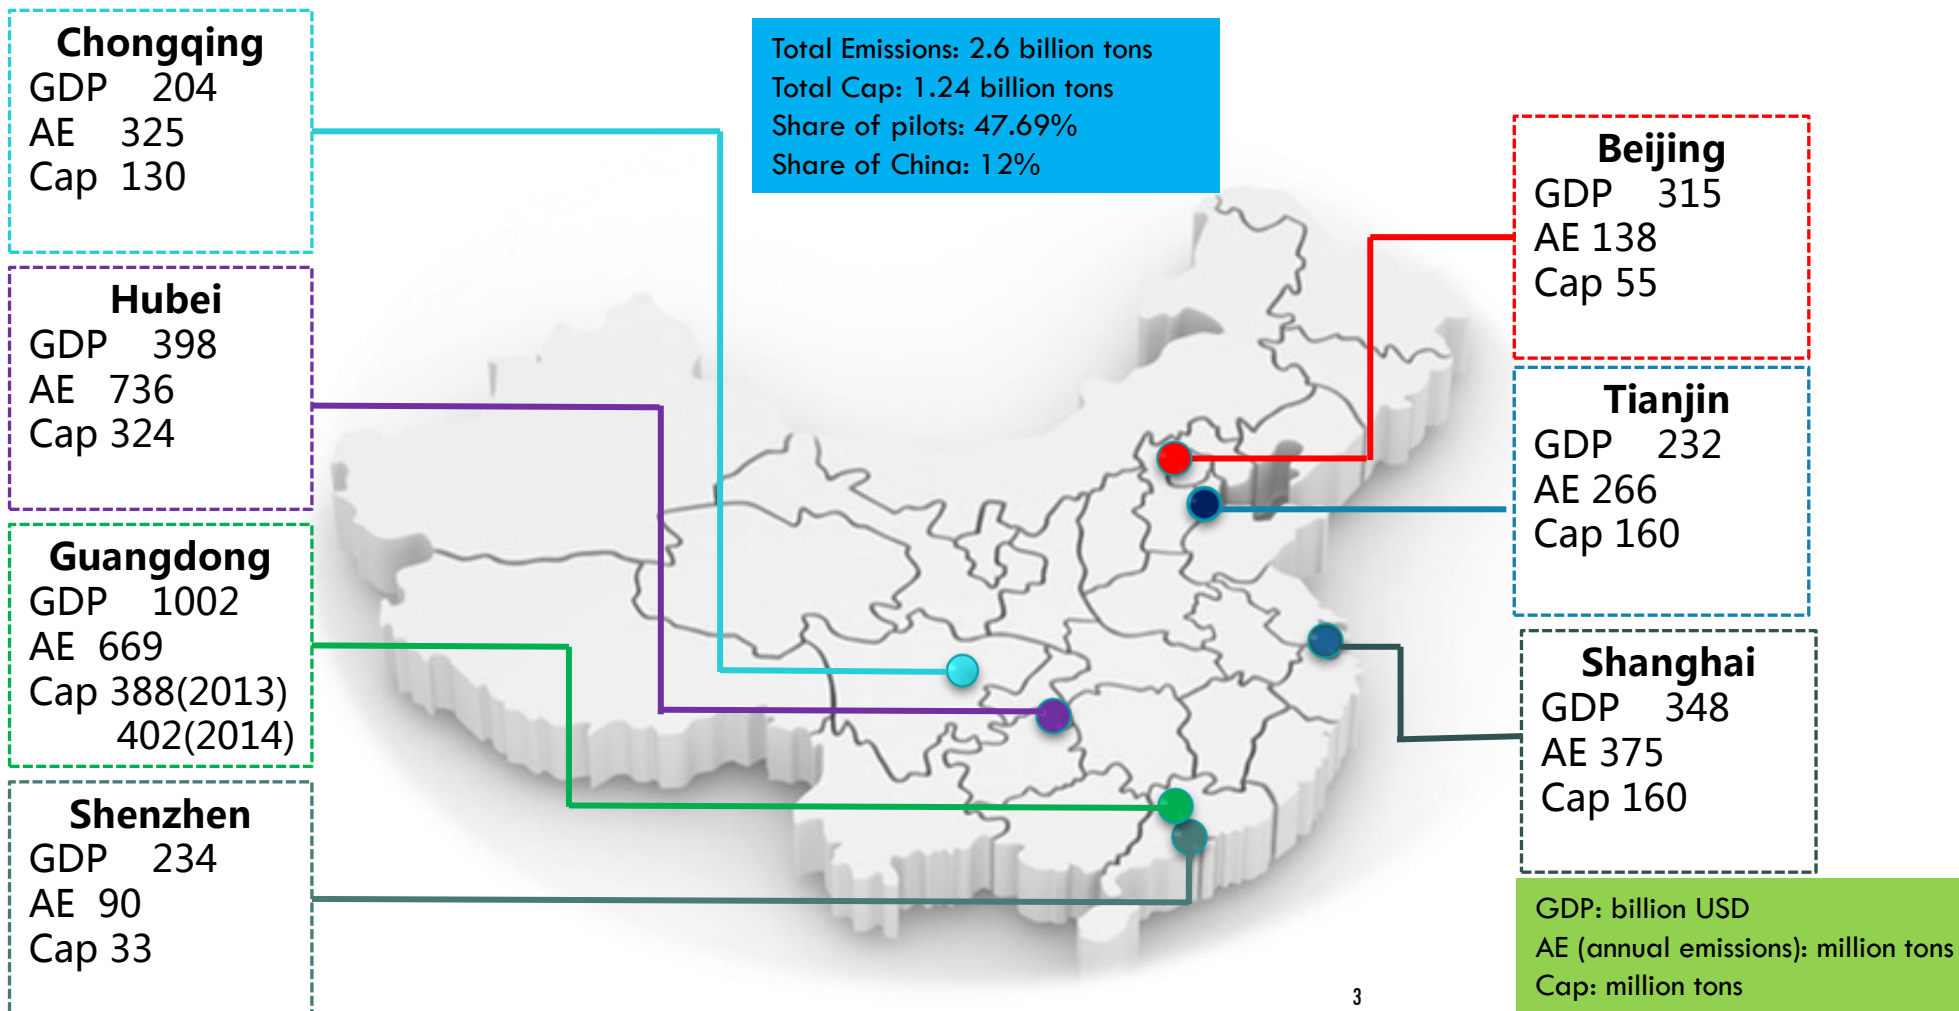 Chongqing
GDP 204
AE 325
Cap 130
Hubei
GDP 398
AE 736
Cap 324
Guangdong
GDP 1002
AE 669
Cap 388(2013)
402(2014)
Shenzhen
GDP 234
AE 90
Cap 33
Total Emissions: 2.6 billion tons
Total Cap: 1.24 billion tons
Share of pilots: 47.69%
Share of China: 12%
Beijing
GDP 315
AE 138
Cap 55
Tianjin
GDP 232
AE 266
Cap 160
Shanghai
GDP 348
AE 375
Cap 160
GDP: billion USD
AE (annual emissions): million tons
Cap: million tons
3